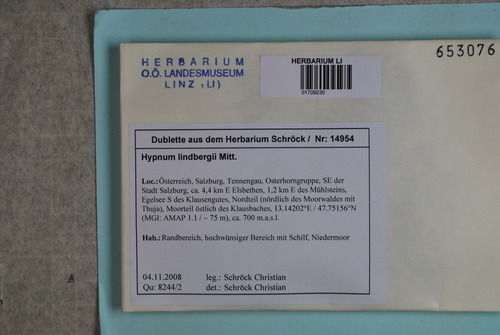 HERBARIUM
O.Ö. LANDESMUSEUM
LINZ (LI)
HERBARIUM LI
01709230
653076
Dublette aus dem Herbarium Schröck / Nr: 14954
Hypnum lindbergii Mitt.
Loc.: Österreich, Salzburg, Tennengau, Osterhorngruppe, SE der
Stadt Salzburg, ca. 4,4 km E Elsbethen, 1,2 km E des Mühlsteins,
Egelsee S des Klausengutes, Nordteil (nördlich des Moorwaldes mit
Thuja), Moorteil östlich des Klausbaches, 13.14202°E / 47.75156°N
(MGI: AMAP 1.1 / ~ 75 m), ca. 700 m.a.s.l.
Hab.: Randbereich, hochwünsiger Bereich mit Schilf, Niedermoor
04.11.2008 leg.: Schröck Christian
Qu: 8244/2 det.: Schröck Christian